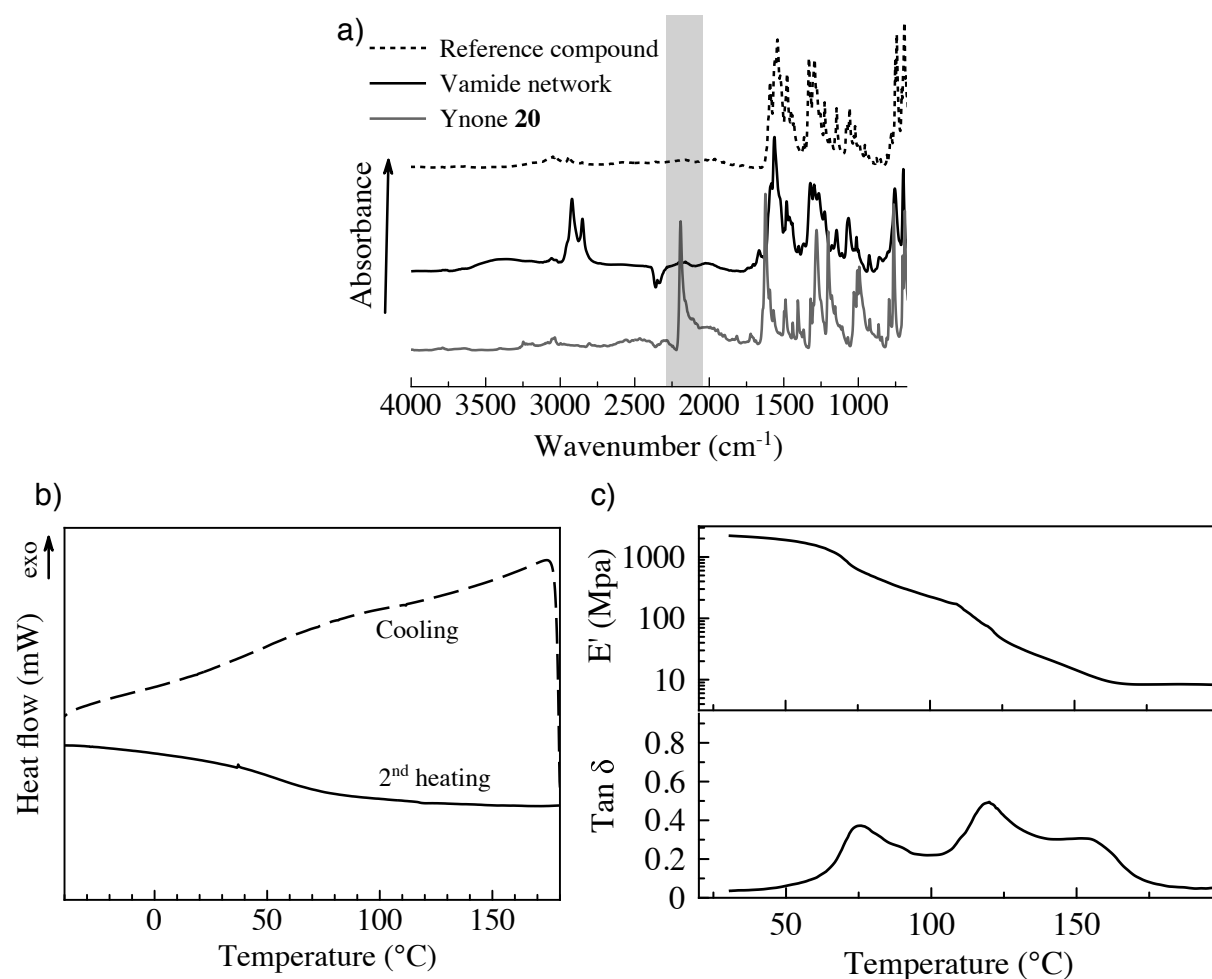 a)
Reference compound
Vamide network
Ynone 20
Absorbance
4000 3500 3000 2500 2000 1500 1000
Wavenumber (cm-1)
b)
exo
Heat flow (mW)
Cooling
2nd heating
0 50 100 150
Temperature (°C)
c)
1000
100
10
E' (Mpa)
0.8
0.6
0.4
0.2
0
Tan δ
50 100 150
Temperature (°C)